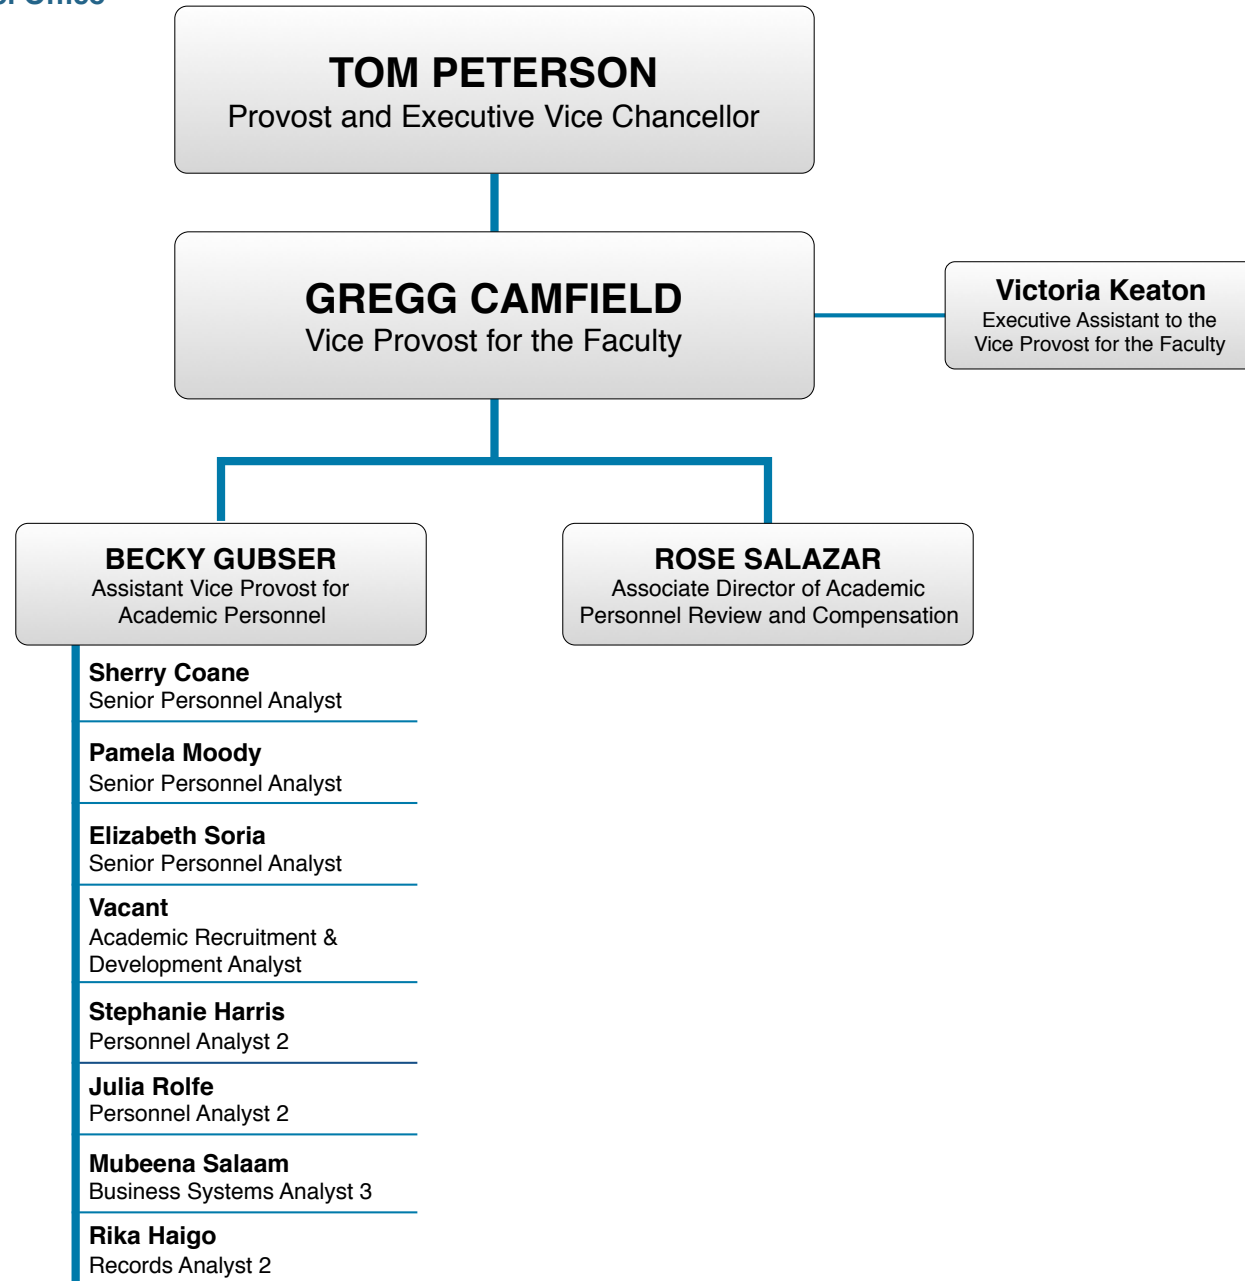 Office
TOM PETERSON
Provost and Executive Vice Chancellor
GREGG CAMFIELD
Vice Provost for the Faculty
Victoria Keaton
Executive Assistant to the
Vice Provost for the Faculty
BECKY GUBSER
Assistant Vice Provost for
Academic Personnel
ROSE SALAZAR
Associate Director of Academic
Personnel Review and Compensation
Sherry Coane
Senior Personnel Analyst
Pamela Moody
Senior Personnel Analyst
Elizabeth Soria
Senior Personnel Analyst
Vacant
Academic Recruitment &
Development Analyst
Stephanie Harris
Personnel Analyst 2
Julia Rolfe
Personnel Analyst 2
Mubeena Salaam
Business Systems Analyst 3
Rika Haigo
Records Analyst 2